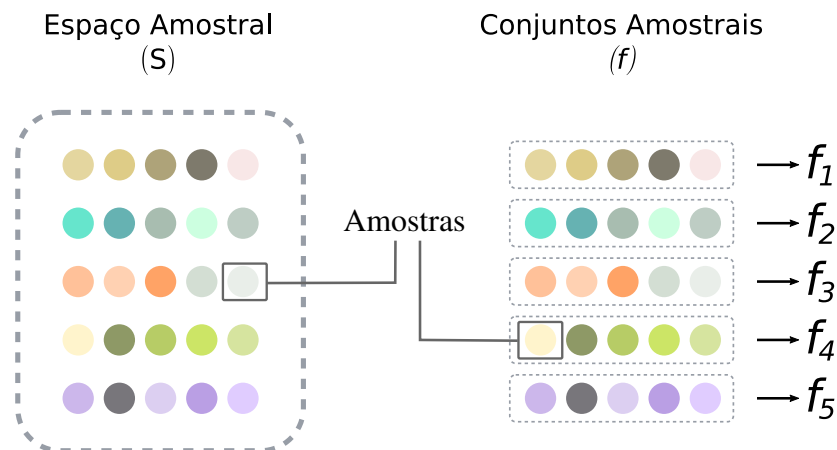 Espaço Amostral
(S)
Conjuntos Amostrais
(f)
Amostras
f1
f2
f3
f4
f5